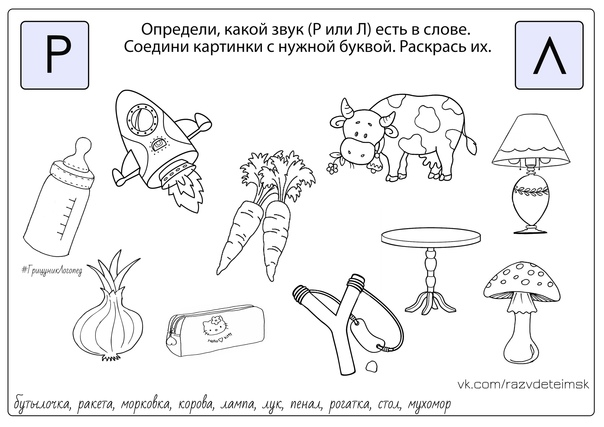 Р
Определи, какой звук (Р или Л) есть в слове.
Соедини картинки с нужной буквой. Раскрась их.
Л
#ГрищуникЛогопед
vk.com/razvdeteimsk
бутылочка, ракета, морковка, корова, лампа, лук, пенал, рогатка, стол, мухомор